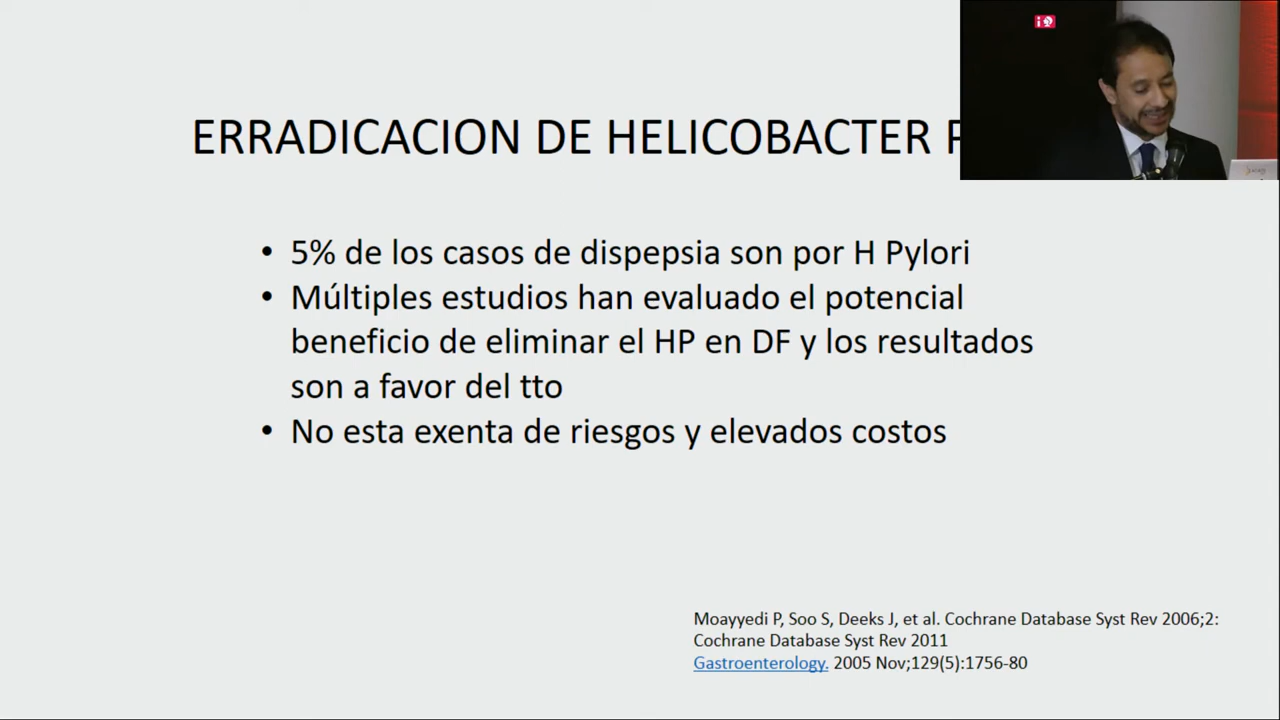 ERRADICACION DE HELICOBACTER
• 5% de los casos de dispepsia son por H Pylori
• Múltiples estudios han evaluado el potencial
beneficio de eliminar el HP en DF y los resultados
son a favor del tto
• No esta exenta de riesgos y elevados costos
Moayyedi P, Soo S, Deeks J, et al. Cochrane Database Syst Rev 2006;2:
Cochrane Database Syst Rev 2011
Gastroenterology. 2005 Nov;129(5):1756-80